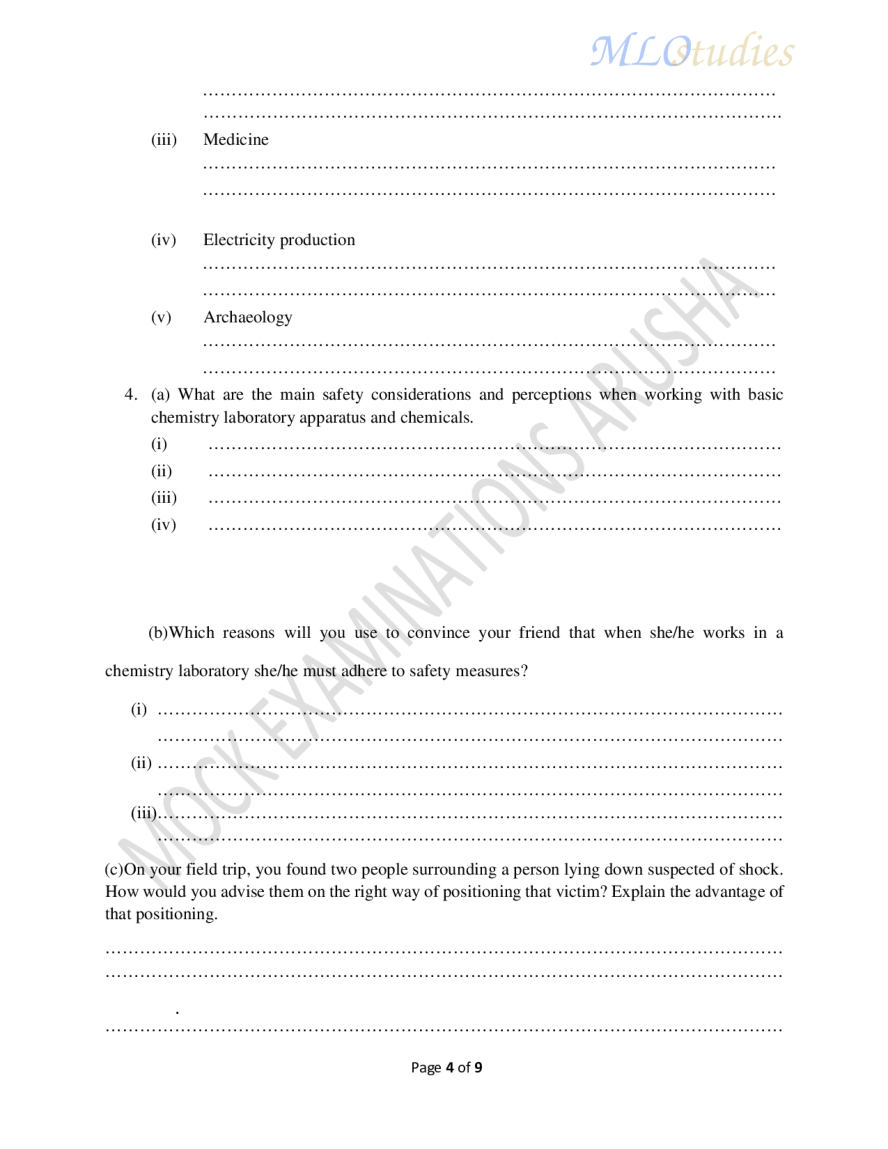 MLOstudies
……………………………………………………………………………………
…………………………………………………………………………………….
(iii) Medicine
……………………………………………………………………………………
……………………………………………………………………………………
(iv) Electricity production
……………………………………………………………………………………
……………………………………………………………………………………
(v) Archaeology
……………………………………………………………………………………
……………………………………………………………………………………
4. (a) What are the main safety considerations and perceptions when working with basic
chemistry laboratory apparatus and chemicals.
(i) ……………………………………………………………………………………
(ii) ……………………………………………………………………………………
(iii) ……………………………………………………………………………………
(iv) ……………………………………………………………………………………
(b)Which reasons will you use to convince your friend that when she/he works in a
chemistry laboratory she/he must adhere to safety measures?
(i) ……………………………………………………………………………………………
……………………………………………………………………………………………
(ii) ……………………………………………………………………………………………
……………………………………………………………………………………………
(iii)……………………………………………………………………………………………
……………………………………………………………………………………………
(c)On your field trip, you found two people surrounding a person lying down suspected of shock.
How would you advise them on the right way of positioning that victim? Explain the advantage of
that positioning.
……………………………………………………………………………………………………
……………………………………………………………………………………………………
.
……………………………………………………………………………………………………
Page 4 of 9
MOCK EXAMINATIONS ARUSHA